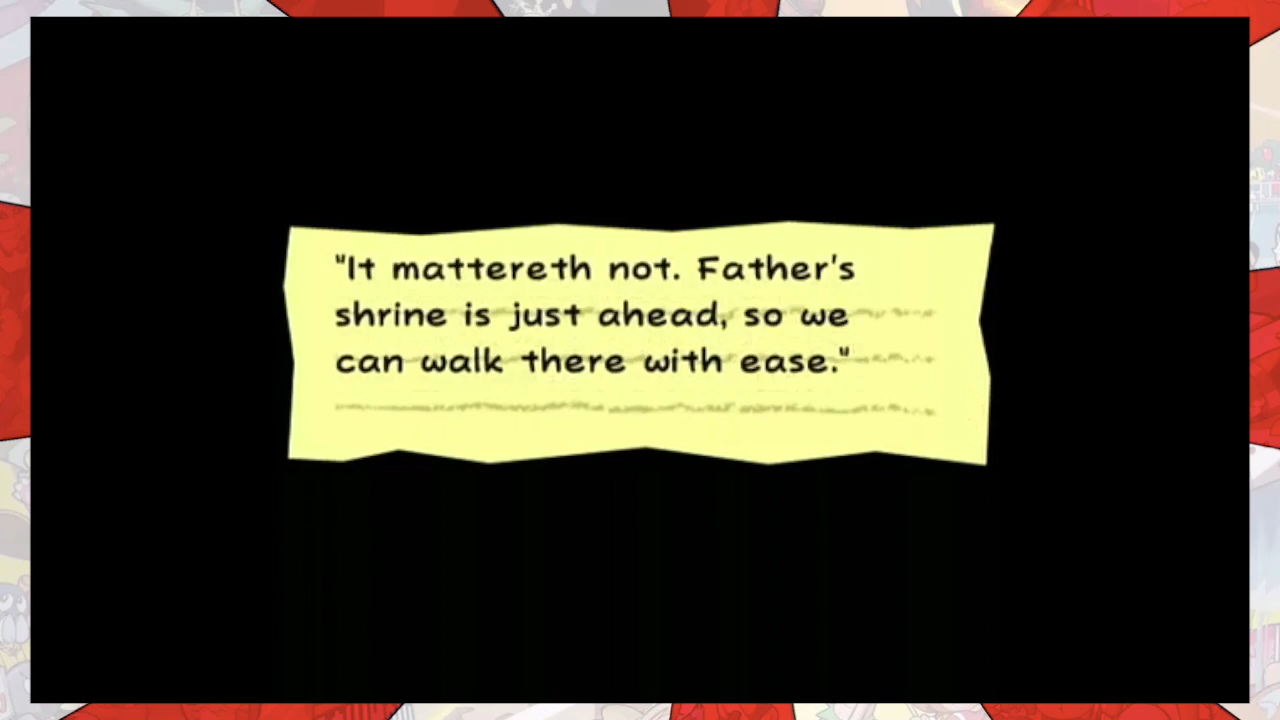 "It mattereth not. Father's
shrine is just ahead, so we
can walk there with ease."